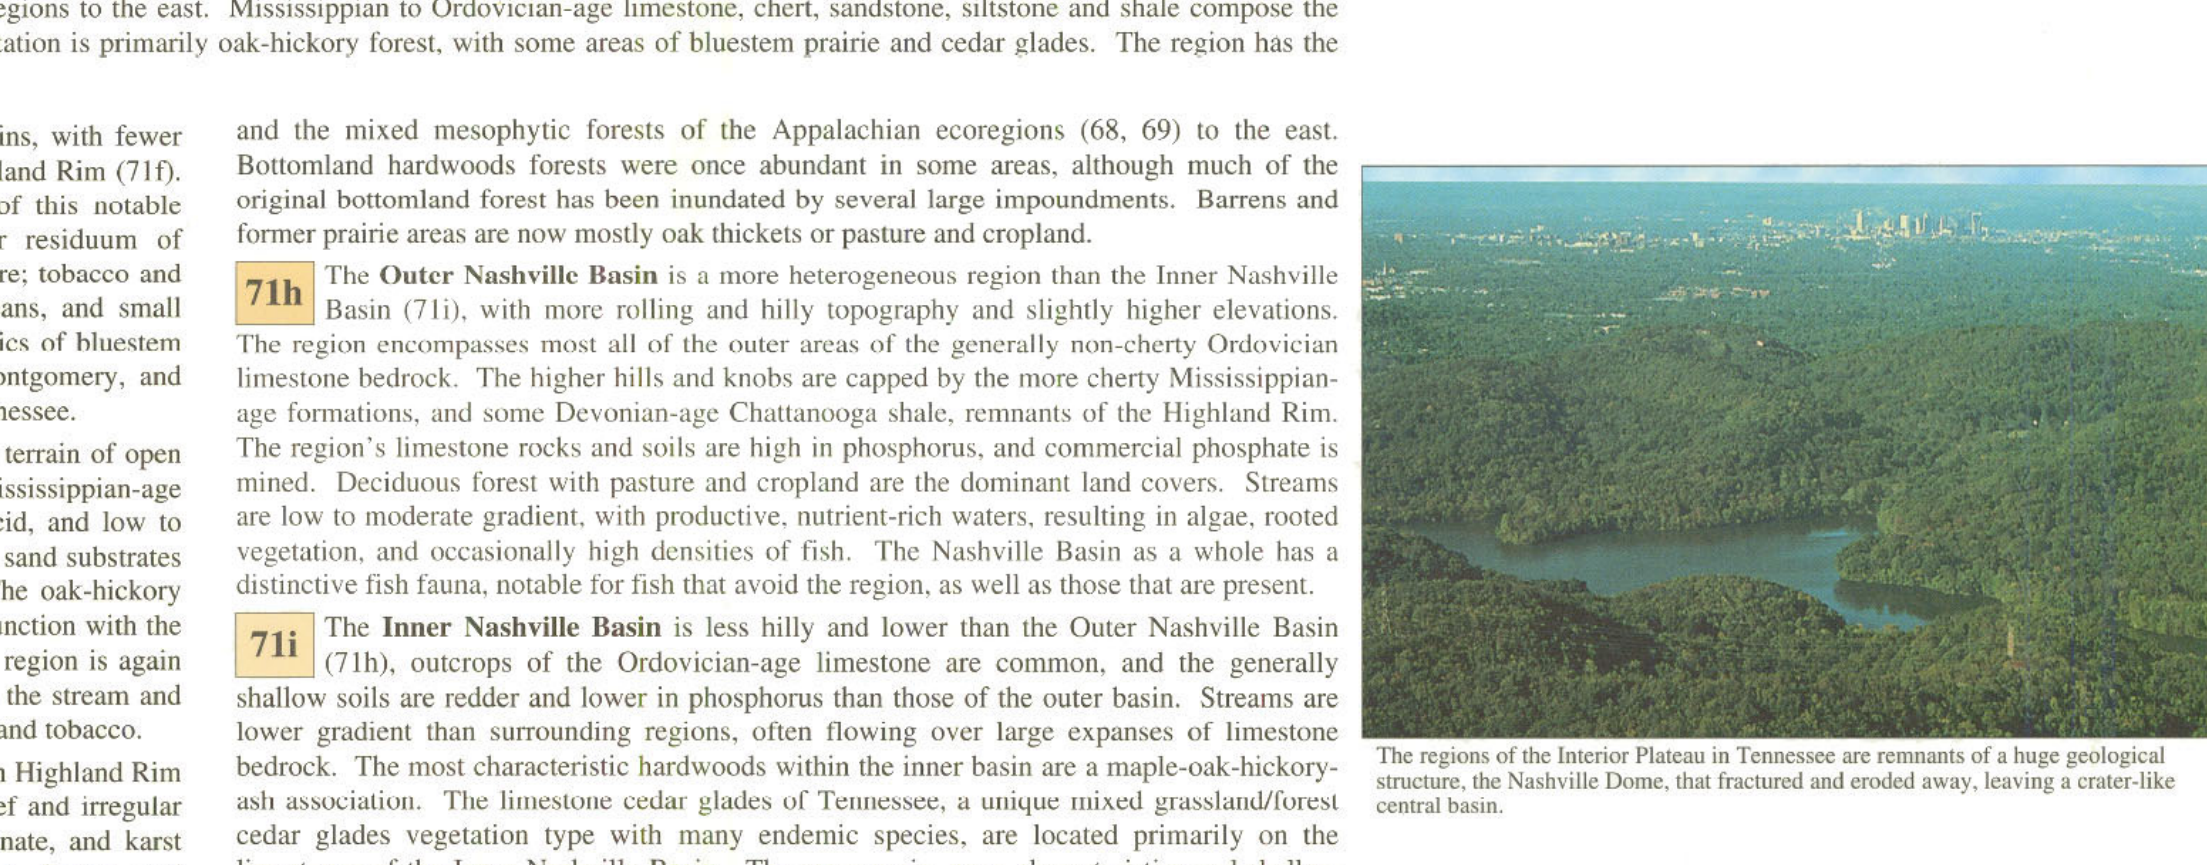 egions to the east. Mississippian to Ordovician-age limestone, chert, sandstone, siltstone and shale compose the
ation is primarily oak-hickory forest, with some areas of bluestem prairie and cedar glades. The region has the
ins, with fewer
land Rim (71f).
of this notable
r residuum of
re; tobacco and
ans, and small
ics of bluestem
ontgomery, and
nessee.
terrain of open
ississippian-age
cid, and low to
sand substrates
he oak-hickory
unction with the
region is again
the stream and
and tobacco.
n Highland Rim
ef and irregular
nate, and karst
and the mixed mesophytic forests of the Appalachian ecoregions (68, 69) to the east.
Bottomland hardwoods forests were once abundant in some areas, although much of the
original bottomland forest has been inundated by several large impoundments. Barrens and
former prairie areas are now mostly oak thickets or pasture and cropland.
71h
The Outer Nashville Basin is a more heterogeneous region than the Inner Nashville
Basin (71i), with more rolling and hilly topography and slightly higher elevations.
The region encompasses most all of the outer areas of the generally non-cherty Ordovician
limestone bedrock. The higher hills and knobs are capped by the more cherty Mississippian-
age formations, and some Devonian-age Chattanooga shale, remnants of the Highland Rim.
The region's limestone rocks and soils are high in phosphorus, and commercial phosphate is
mined. Deciduous forest with pasture and cropland are the dominant land covers. Streams
are low to moderate gradient, with productive, nutrient-rich waters, resulting in algae, rooted
vegetation, and occasionally high densities of fish. The Nashville Basin as a whole has a
distinctive fish fauna, notable for fish that avoid the region, as well as those that are present.
71i
The Inner Nashville Basin is less hilly and lower than the Outer Nashville Basin
(71h), outcrops of the Ordovician-age limestone are common, and the generally
shallow soils are redder and lower in phosphorus than those of the outer basin. Streams are
lower gradient than surrounding regions, often flowing over large expanses of limestone
bedrock. The most characteristic hardwoods within the inner basin are a maple-oak-hickory-
ash association. The limestone cedar glades of Tennessee, a unique mixed grassland/forest
cedar glades vegetation type with many endemic species, are located primarily on the
The regions of the Interior Plateau in Tennessee are remnants of a huge geological
structure, the Nashville Dome, that fractured and eroded away, leaving a crater-like
central basin.